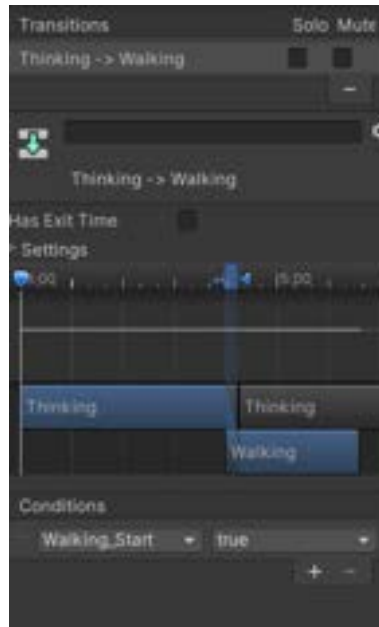 Transitions Solo Mute
Thinking -> Walking
Thinking -> Walking
Has Exit Time
Settings
Thinking Thinking
Walking
Conditions
Walking_Start true